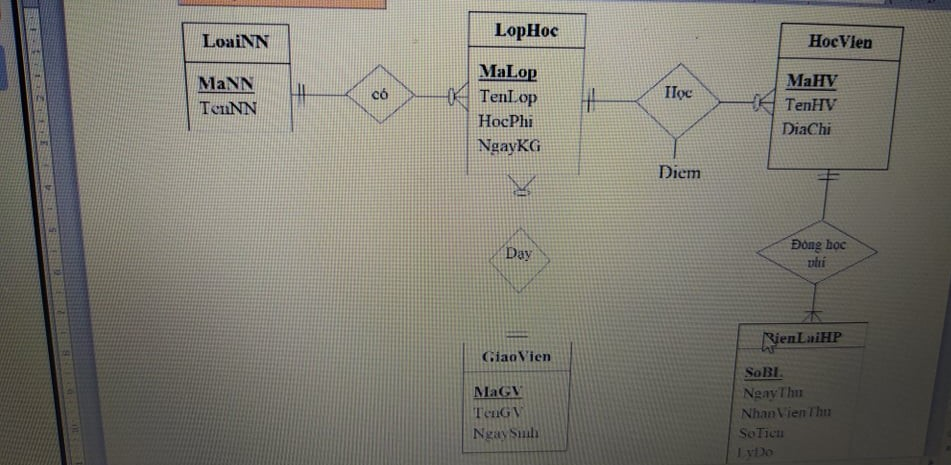 LoaiNN
MaNN
TenNN
có
LopHoc
MaLop
TenLop
HocPhi
NgayKG
Học
Diem
HocVien
MaHV
TenHV
DiaChi
Dạy
Đóng học
phí
GiaoVien
MaGV
TenGV
NgaySinh
BienLaiHP
SoBL
NgayThu
NhanVienThu
SoTien
LyDo